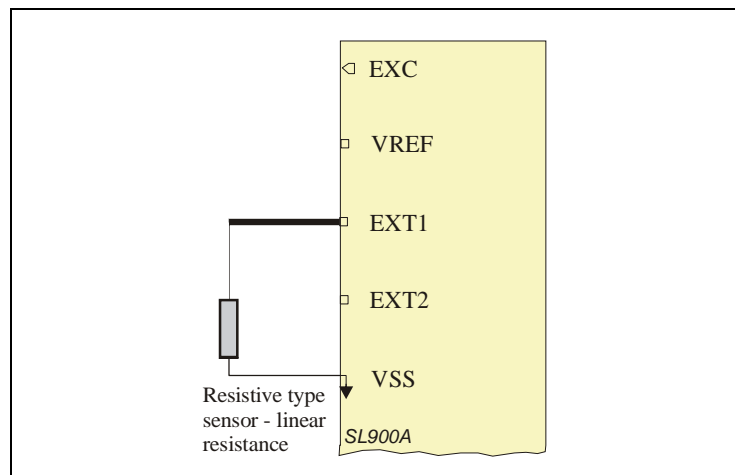 EXC
VREF
EXT1
EXT2
VSS
Resistive type
sensor - linear
resistance
SL900A